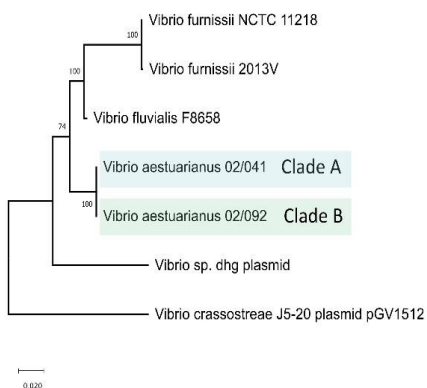 Vibrio furnissii NCTC 11218
100
Vibrio furnissii 2013V
100
Vibrio fluvialis F8658
74
Vibrio aestuarianus 02/041 Clade A
100
Vibrio aestuarianus 02/092 Clade B
Vibrio sp. dhg plasmid
Vibrio crassostreae J5-20 plasmid pGV1512
0.020